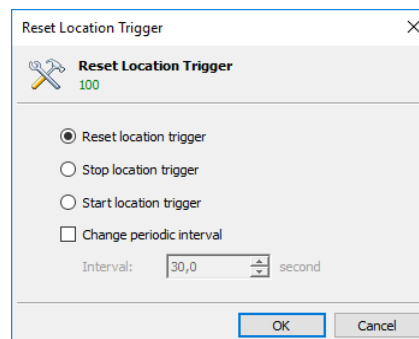 Reset Location Trigger
Reset Location Trigger
100
Reset location trigger
Stop location trigger
Start location trigger
Change periodic interval
Interval: 30,0 second
OK Cancel